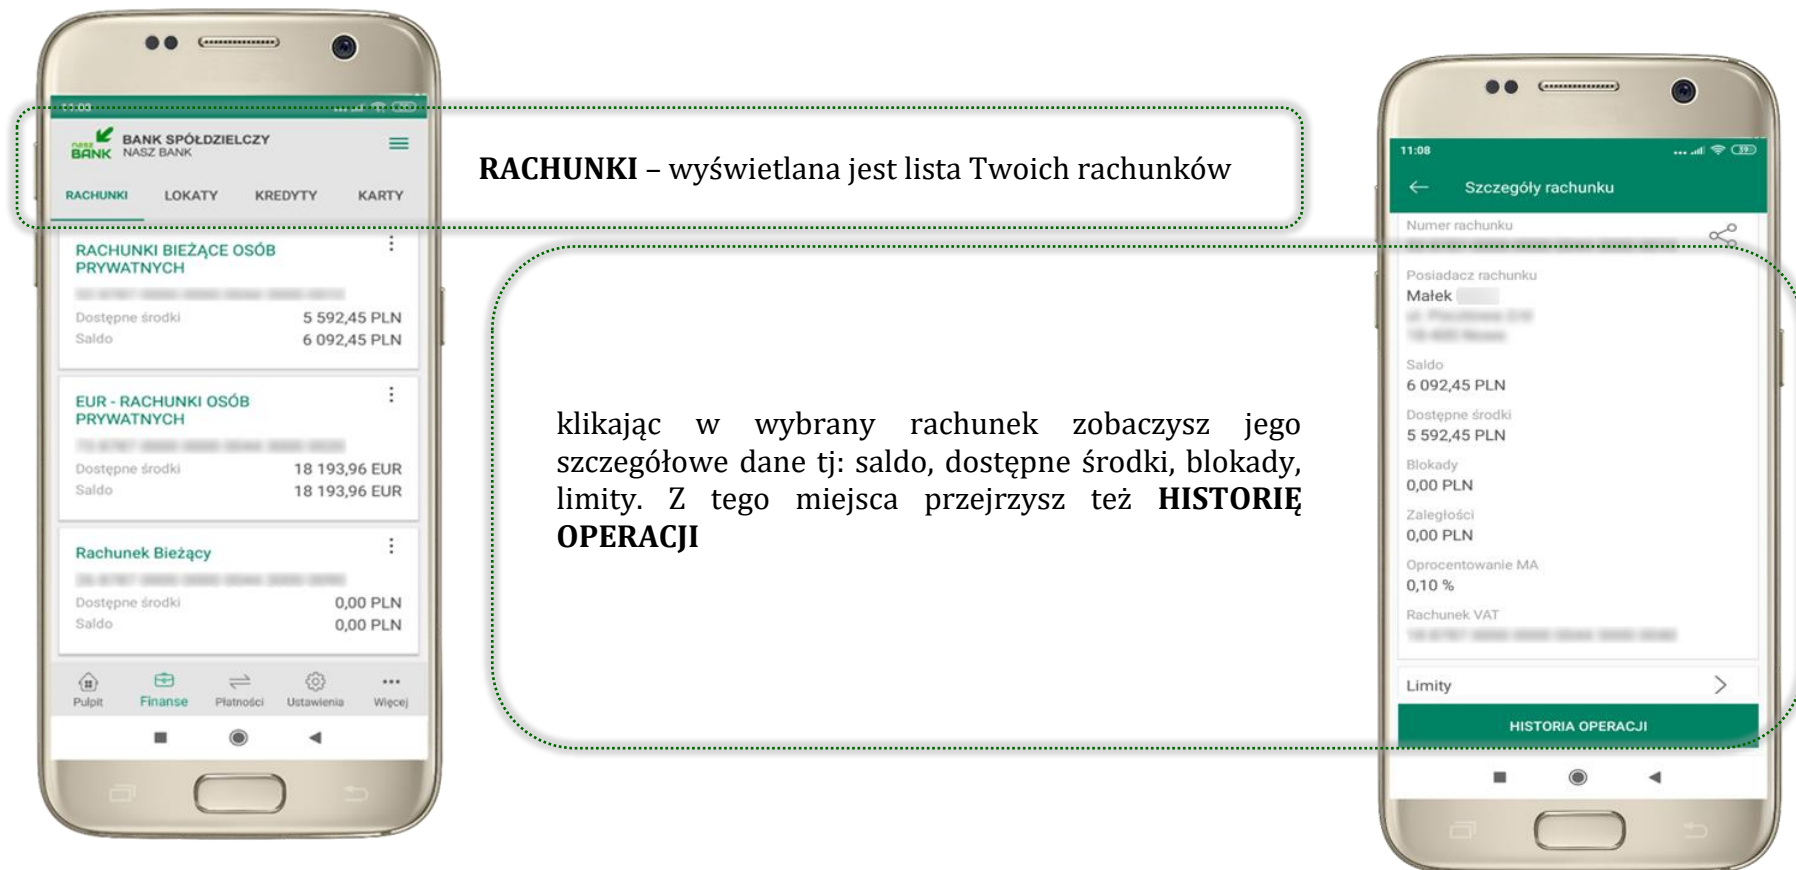 11:03
nasz
BANK
BANK SPÓŁDZIELCZY
NASZ BANK
RACHUNKI LOKATY KREDYTY KARTY
RACHUNKI BIEŻĄCE OSÓB
PRYWATNYCH
Dostępne środki 5 592,45 PLN
Saldo 6 092,45 PLN
EUR - RACHUNKI OSÓB
PRYWATNYCH
Dostępne środki 18 193,96 EUR
Saldo 18 193,96 EUR
Rachunek Bieżący
Dostępne środki 0,00 PLN
Saldo 0,00 PLN
Pulpit Finanse Płatności Ustawienia Więcej
RACHUNKI – wyświetlana jest lista Twoich rachunków
klikając w wybrany rachunek zobaczysz jego
szczegółowe dane tj: saldo, dostępne środki, blokady,
limity. Z tego miejsca przejrzysz też HISTORIĘ
OPERACJI
11:08 39
Szczegóły rachunku
Numer rachunku
Posiadacz rachunku
Małek
Saldo
6 092,45 PLN
Dostępne środki
5 592,45 PLN
Blokady
0,00 PLN
Zaległości
0,00 PLN
Oprocentowanie MA
0,10 %
Rachunek VAT
Limity
HISTORIA OPERACJI